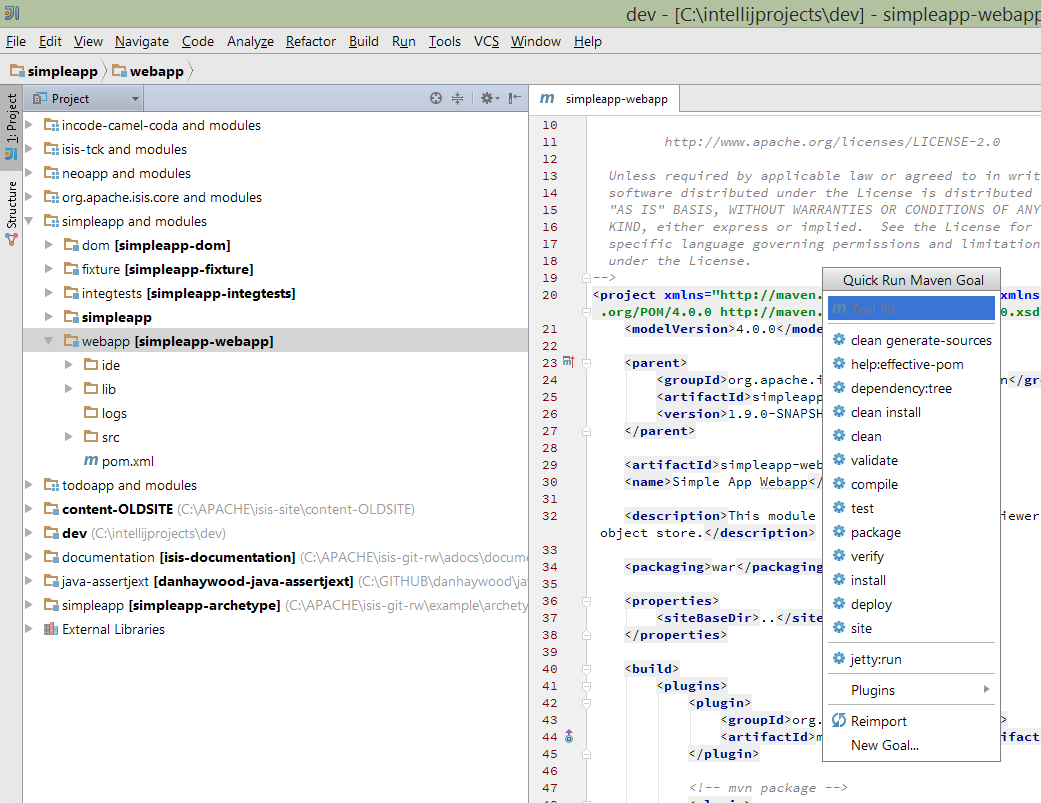 dev - [C:\intellijprojects\dev] - simpleapp-webapp
File Edit View Navigate Code Analyze Refactor Build Run Tools VCS Window Help
simpleapp webapp
1: Project
Structure
Project
incode-camel-coda and modules
isis-tck and modules
neoapp and modules
org.apache.isis.core and modules
simpleapp and modules
dom [simpleapp-dom]
fixture [simpleapp-fixture]
integtests [simpleapp-integtests]
simpleapp
webapp [simpleapp-webapp]
ide
lib
logs
src
m pom.xml
todoapp and modules
content-OLDSITE (C:\APACHE\isis-site\content-OLDSITE)
dev (C:\intellijprojects\dev)
documentation [isis-documentation] (C:\APACHE\isis-git-rw\adocs\docume
java-assertjext [danhaywood-java-assertjext] (C:\GITHUB\danhaywood\jav
simpleapp [simpleapp-archetype] (C:\APACHE\isis-git-rw\example\archety
External Libraries
m simpleapp-webapp
10
11 http://www.apache.org/licenses/LICENSE-2.0
12
13 Unless required by applicable law or agreed to in writ
14 software distributed under the License is distributed
15 "AS IS" BASIS, WITHOUT WARRANTIES OR CONDITIONS OF ANY
16 KIND, either express or implied. See the License for
17 specific language governing permissions and limitation
18 under the License.
19 -->
20 <project xmlns="http://maven. xmlns
.org/POM/4.0.0 http://maven. 0.xsd
21 <modelVersion>4.0.0</mode
22
23 <parent>
24 <groupId>org.apache.i n</gr
25 <artifactId>simpleapp
26 <version>1.9.0-SNAPSH
27 </parent>
28
29 <artifactId>simpleapp-web
30 <name>Simple App Webapp</
31
32 <description>This module viewer
object store.</description>
33
34 <packaging>war</packaging
35
36 <properties>
37 <siteBaseDir>..</site
38 </properties>
39
40 <build>
41 <plugins>
42 <plugin>
43 <groupId>org. >
44 <artifactId>m ifact
45 </plugin>
46
47 <!-- mvn package -->
Quick Run Maven Goal
m Test file
clean generate-sources
help:effective-pom
dependency:tree
clean install
clean
validate
compile
test
package
verify
install
deploy
site
jetty:run
Plugins
Reimport
New Goal...